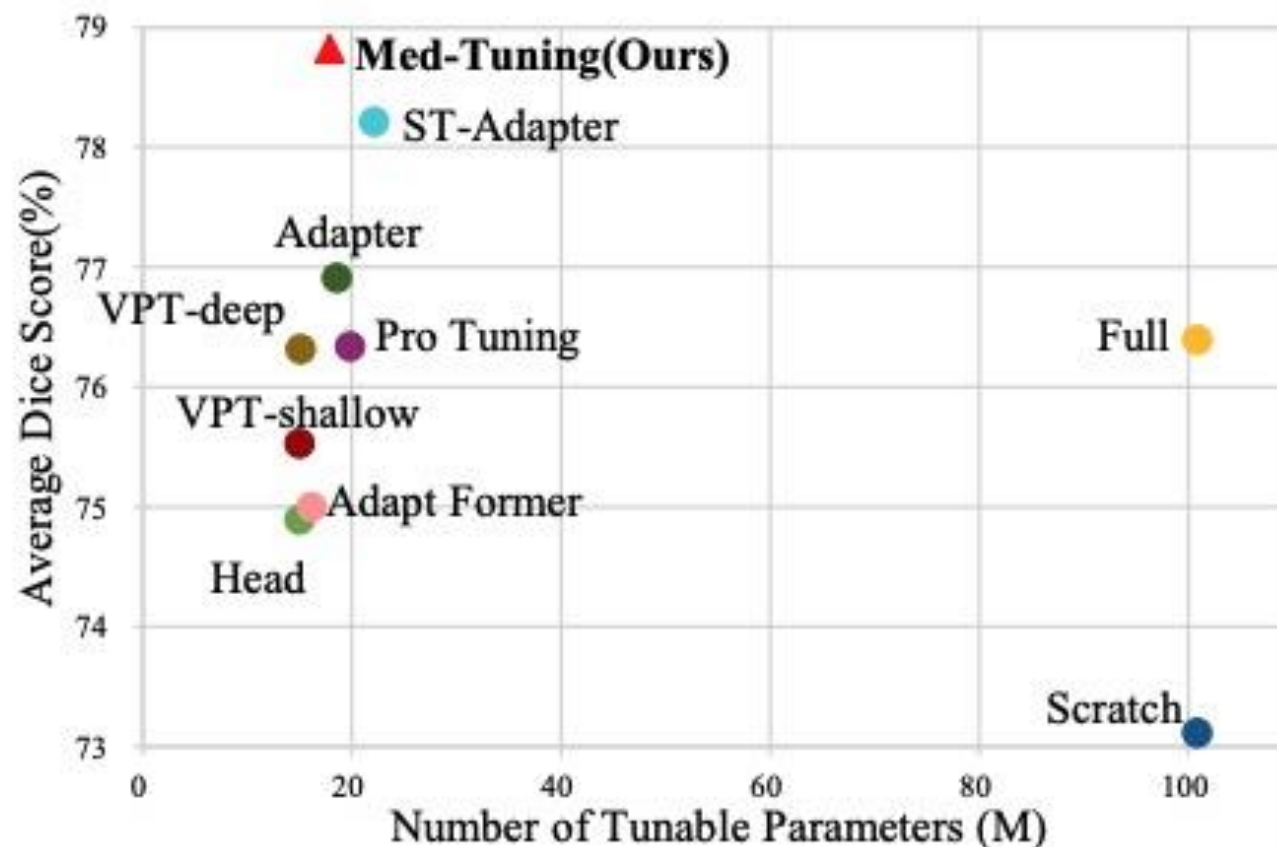 79
Med-Tuning(Ours)
ST-Adapter
78
Adapter
77
VPT-deep
Pro Tuning
Full
76
VPT-shallow
Adapt Former
75
Head
74
Scratch
73
0 20 40 60 80 100
Number of Tunable Parameters (M)
Average Dice Score(%)